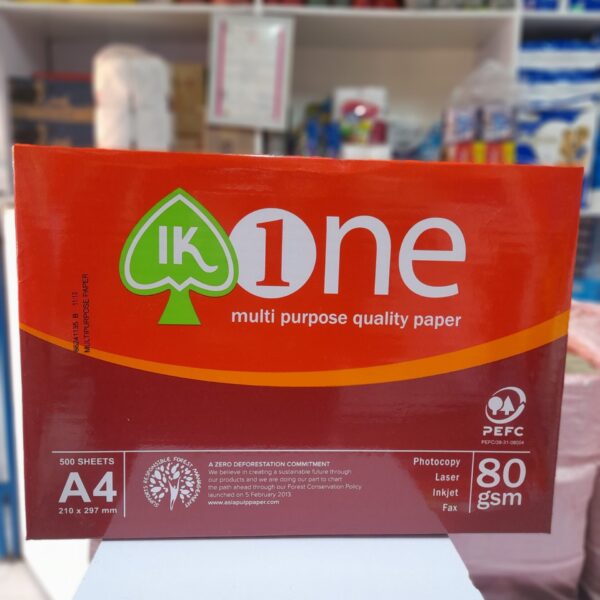 IK 1ne
multi purpose quality paper
MULTIPURPOSE PAPER
PEFC
500 SHEETS
A4
210 x 297 mm
A ZERO DEFORESTATION COMMITMENT
We believe in creating a sustainable future through
our products and we are doing our part to chart
the path ahead through our Forest Conservation Policy
launched on 5 February 2013
www.asiapulppaper.com
Photocopy
Laser
Inkjet
Fax
80
gsm